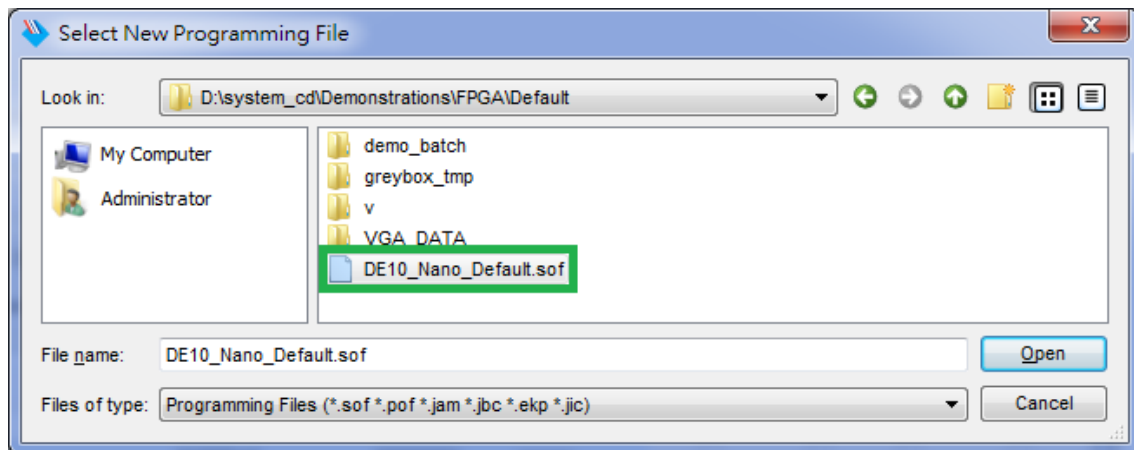 Select New Programming File
Look in: D:\system_cd\Demonstrations\FPGA\Default
My Computer
Administrator
demo_batch
greybox_tmp
v
VGA_DATA
DE10_Nano_Default.sof
File name: DE10_Nano_Default.sof Open
Files of type: Programming Files (*.sof *.pof *.jam *.jbc *.ekp *.jic) Cancel